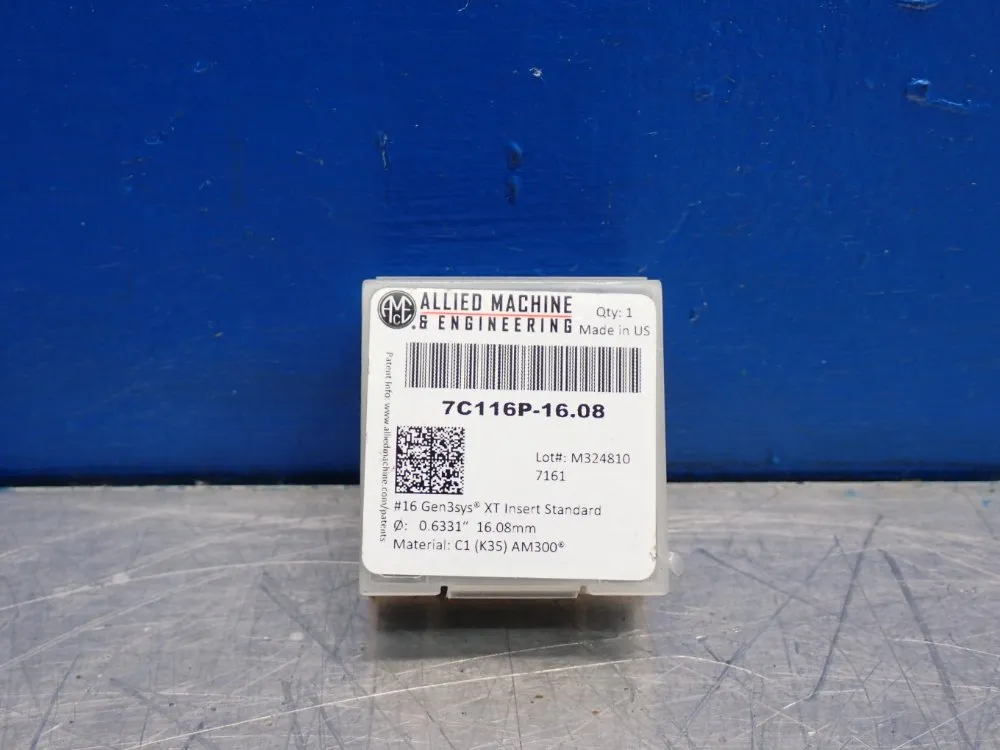 AMEC
ALLIED MACHINE
& ENGINEERING
Qty: 1
Made in US
7C116P-16.08
Patent Info: www.alliedmachine.com/patents
Lot#: M324810
7161
#16 Gen3sys® XT Insert Standard
Ø: 0.6331" 16.08mm
Material: C1 (K35) AM300®